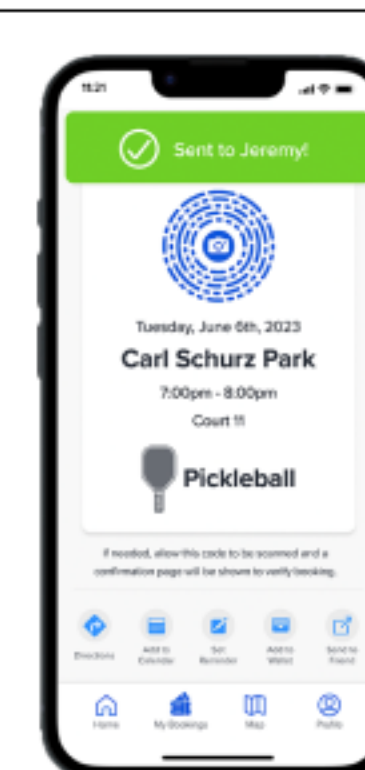 11:21
Sent to Jeremy!
Tuesday, June 6th, 2023
Carl Schurz Park
7:00pm - 8:00pm
Court 11
Pickleball
If needed, allow this code to be scanned and a
confirmation page will be shown to verify booking.
Directions
Add to
Calendar
Set
Reminder
Add to
Wallet
Send to
Friend
Home
My Bookings
Map
Profile